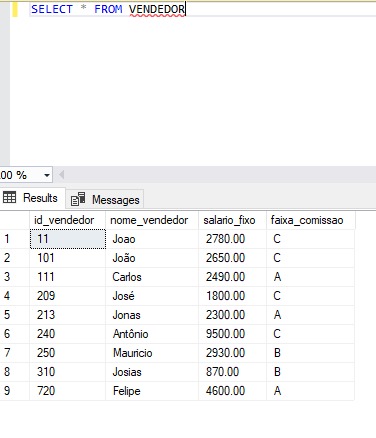 SELECT * FROM VENDEDOR
00 %
Results Messages
id_vendedor nome_vendedor salario_fixo faixa_comissao
1 11 Joao 2780.00 C
2 101 João 2650.00 C
3 111 Carlos 2490.00 A
4 209 José 1800.00 C
5 213 Jonas 2300.00 A
6 240 Antônio 9500.00 C
7 250 Mauricio 2930.00 B
8 310 Josias 870.00 B
9 720 Felipe 4600.00 A